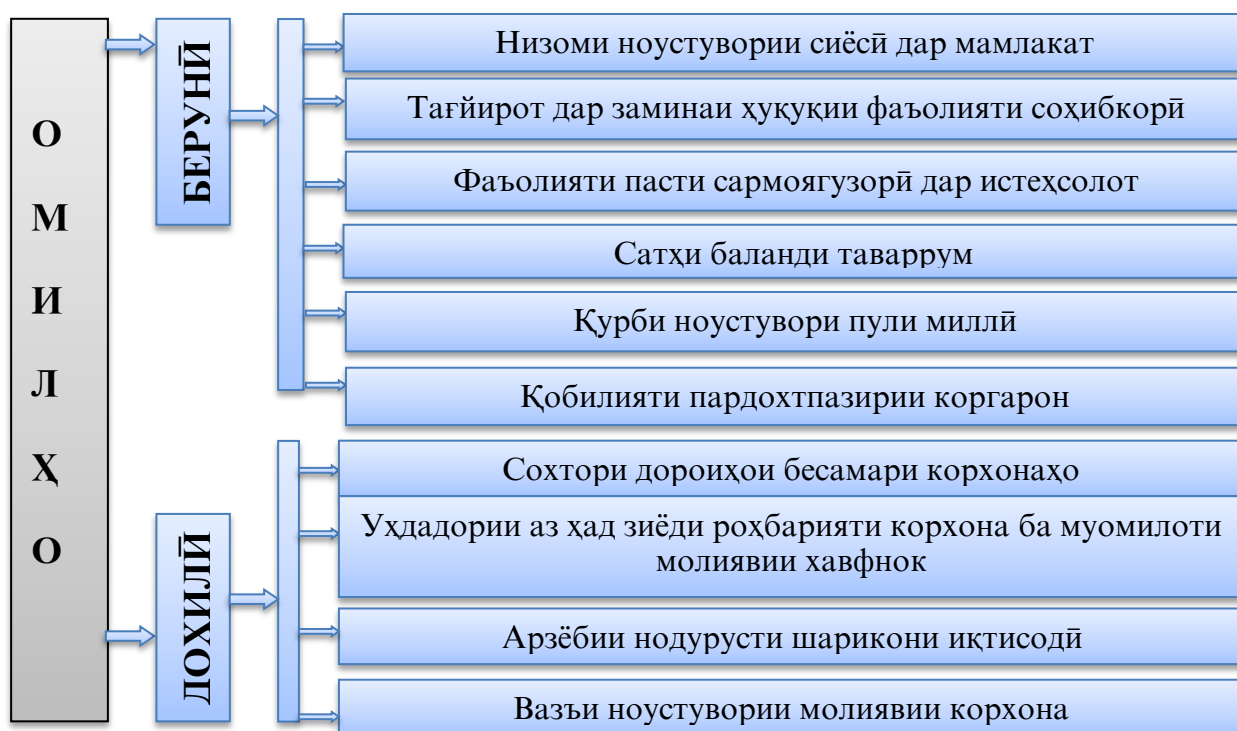 ОМИЛҲО
БЕРУНӢ
Низоми ноустувории сиёсӣ дар мамлакат
Тағйирот дар заминаи ҳуқуқии фаъолияти соҳибкорӣ
Фаъолияти пасти сармоягузорӣ дар истеҳсолот
Сатҳи баланди таваррум
Қурби ноустувори пули миллӣ
Қобилияти пардохтпазирии коргарон
ДОХИЛӢ
Сохтори дороиҳои бесамари корхонаҳо
Уҳдадории аз ҳад зиёди роҳбарияти корхона ба муомилоти
молиявии хавфнок
Арзёбии нодурусти шарикони иқтисодӣ
Вазъи ноустувории молиявии корхона